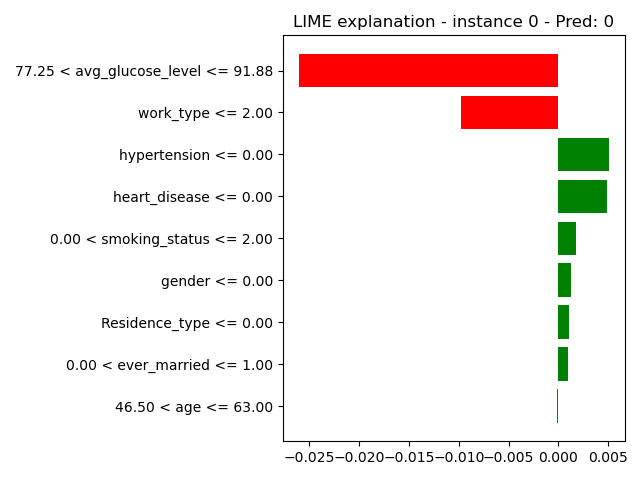 LIME explanation - instance 0 - Pred: 0
77.25 < avg_glucose_level <= 91.88
work_type <= 2.00
hypertension <= 0.00
heart_disease <= 0.00
0.00 < smoking_status <= 2.00
gender <= 0.00
Residence_type <= 0.00
0.00 < ever_married <= 1.00
46.50 < age <= 63.00
−0.025 −0.020 −0.015 −0.010 −0.005 0.000 0.005